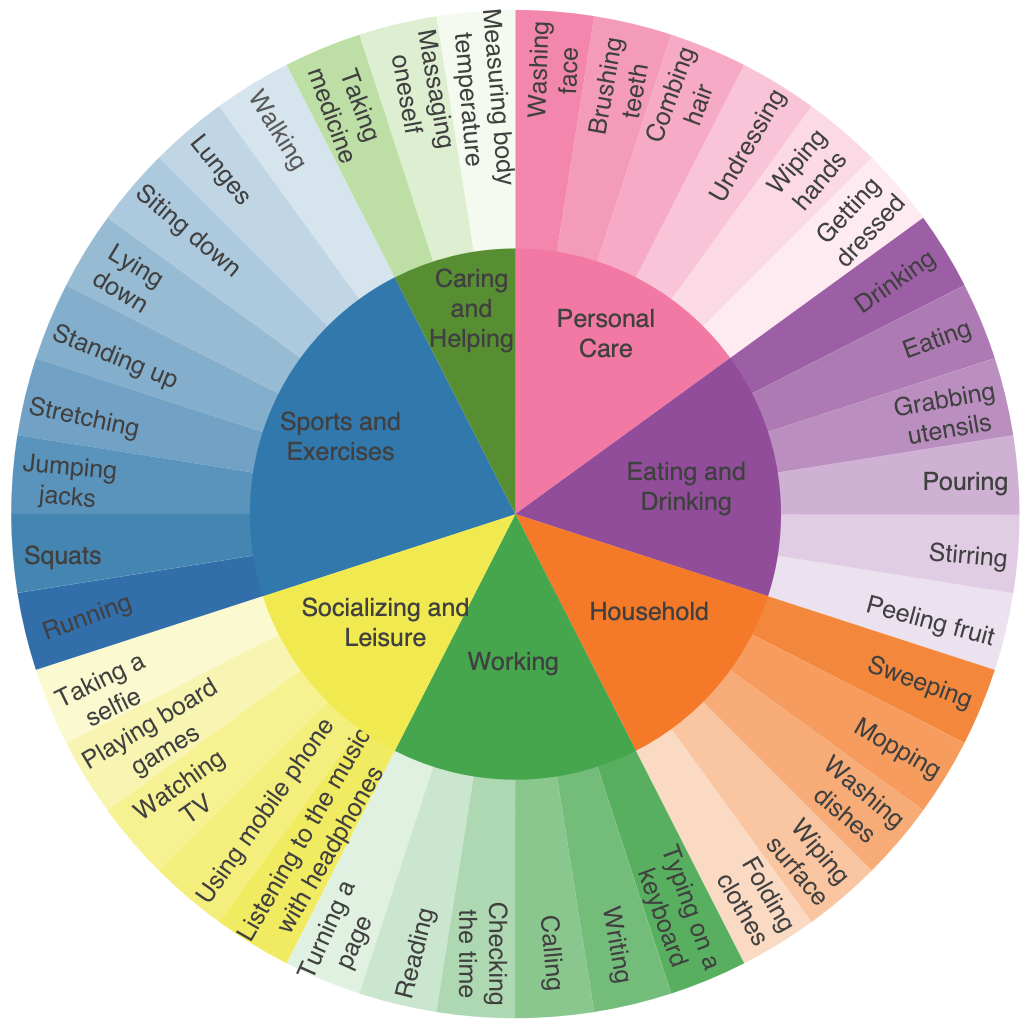 Washing
face
Brushing
teeth
Combing
hair
Undressing
Wiping
hands
Getting
dressed
Drinking
Eating
Grabbing
utensils
Pouring
Stirring
Peeling fruit
Sweeping
Mopping
Washing
dishes
Wiping
surface
Folding
clothes
Typing on a
keyboard
Writing
Calling
Checking
the time
Reading
Turning a
page
Listening to the music
with headphones
Using mobile phone
Watching
TV
Playing board
games
Taking a
selfie
Running
Squats
Jumping
jacks
Stretching
Standing up
Lying
down
Siting down
Lunges
Walking
Taking
medicine
Massaging
oneself
Measuring body
temperature
Personal
Care
Eating and
Drinking
Household
Working
Socializing and
Leisure
Sports and
Exercises
Caring
and
Helping